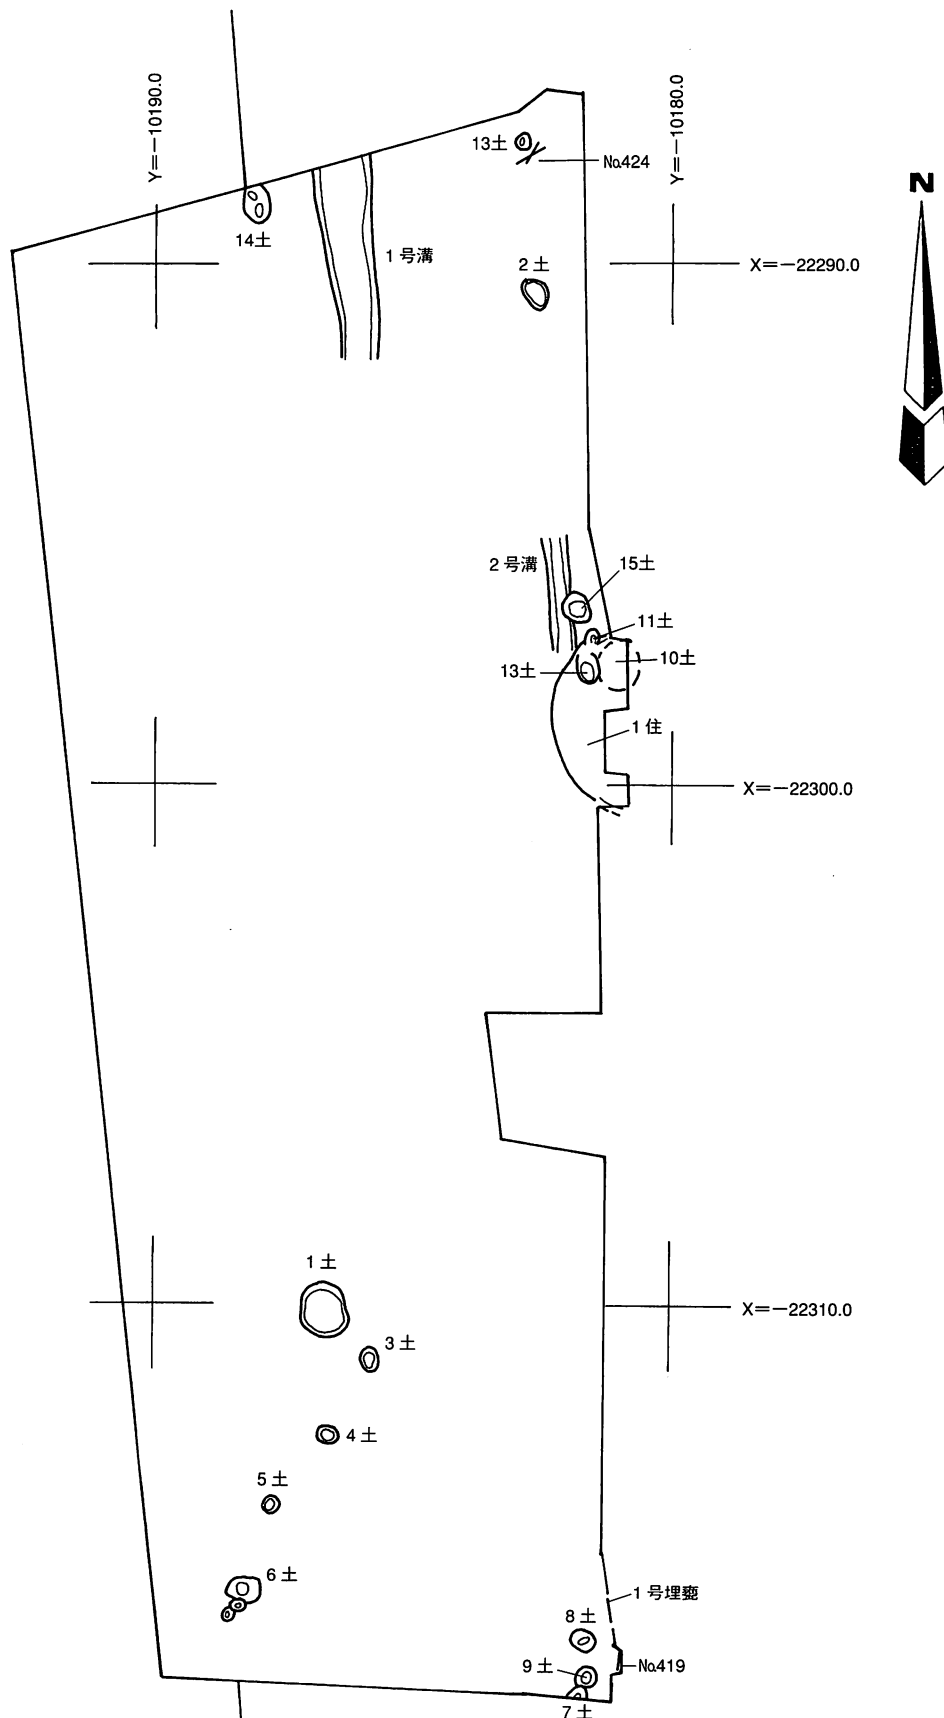 Y=-10190.0
Y=-10180.0
13土
No.424
N
14土
1号溝
2土
X=-22290.0
2号溝
15土
11土
10土
13土
1住
X=-22300.0
1土
X=-22310.0
3土
4土
5土
6土
1号埋甕
8土
9土
No.419
7土